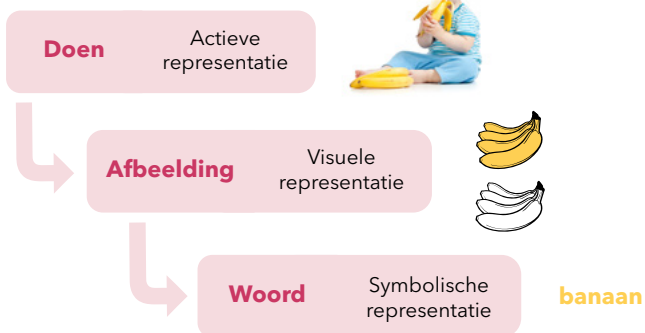 Doen
Actieve
representatie
Afbeelding
Visuele
representatie
Woord
Symbolische
representatie
banaan